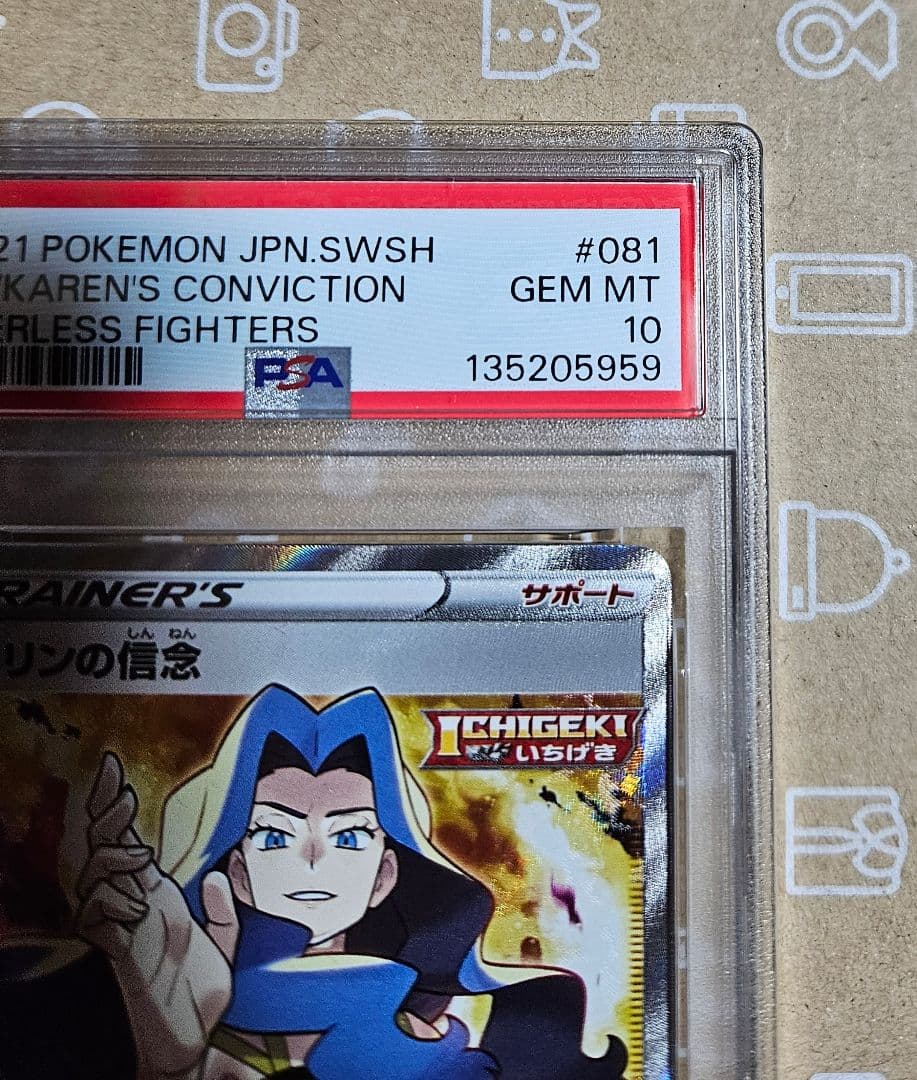 21 POKEMON JPN.SWSH #081
/KAREN'S CONVICTION GEM MT
ERLESS FIGHTERS 10
PSA 135205959
RAINER'S サポート
しん ねん
リンの信念
ICHIGEKI
いちげき